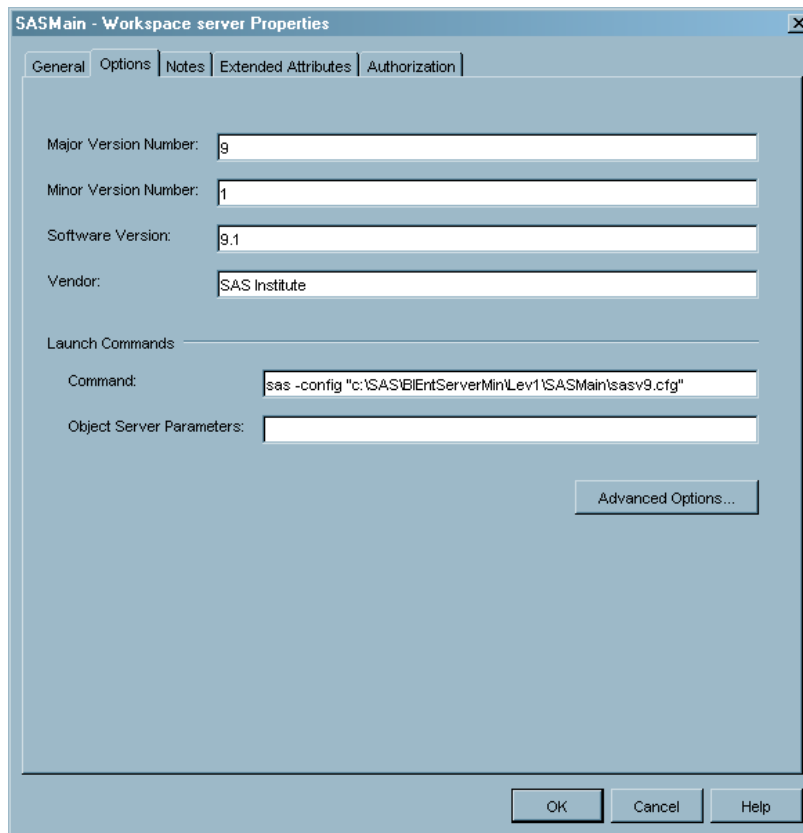 SASMain - Workspace server Properties
General Options Notes Extended Attributes Authorization
Major Version Number: 9
Minor Version Number: 1
Software Version: 9.1
Vendor: SAS Institute
Launch Commands
Command: sas -config "c:\SAS\BIEntServerMin\Lev1\SASMain\sasv9.cfg"
Object Server Parameters:
Advanced Options...
OK Cancel Help